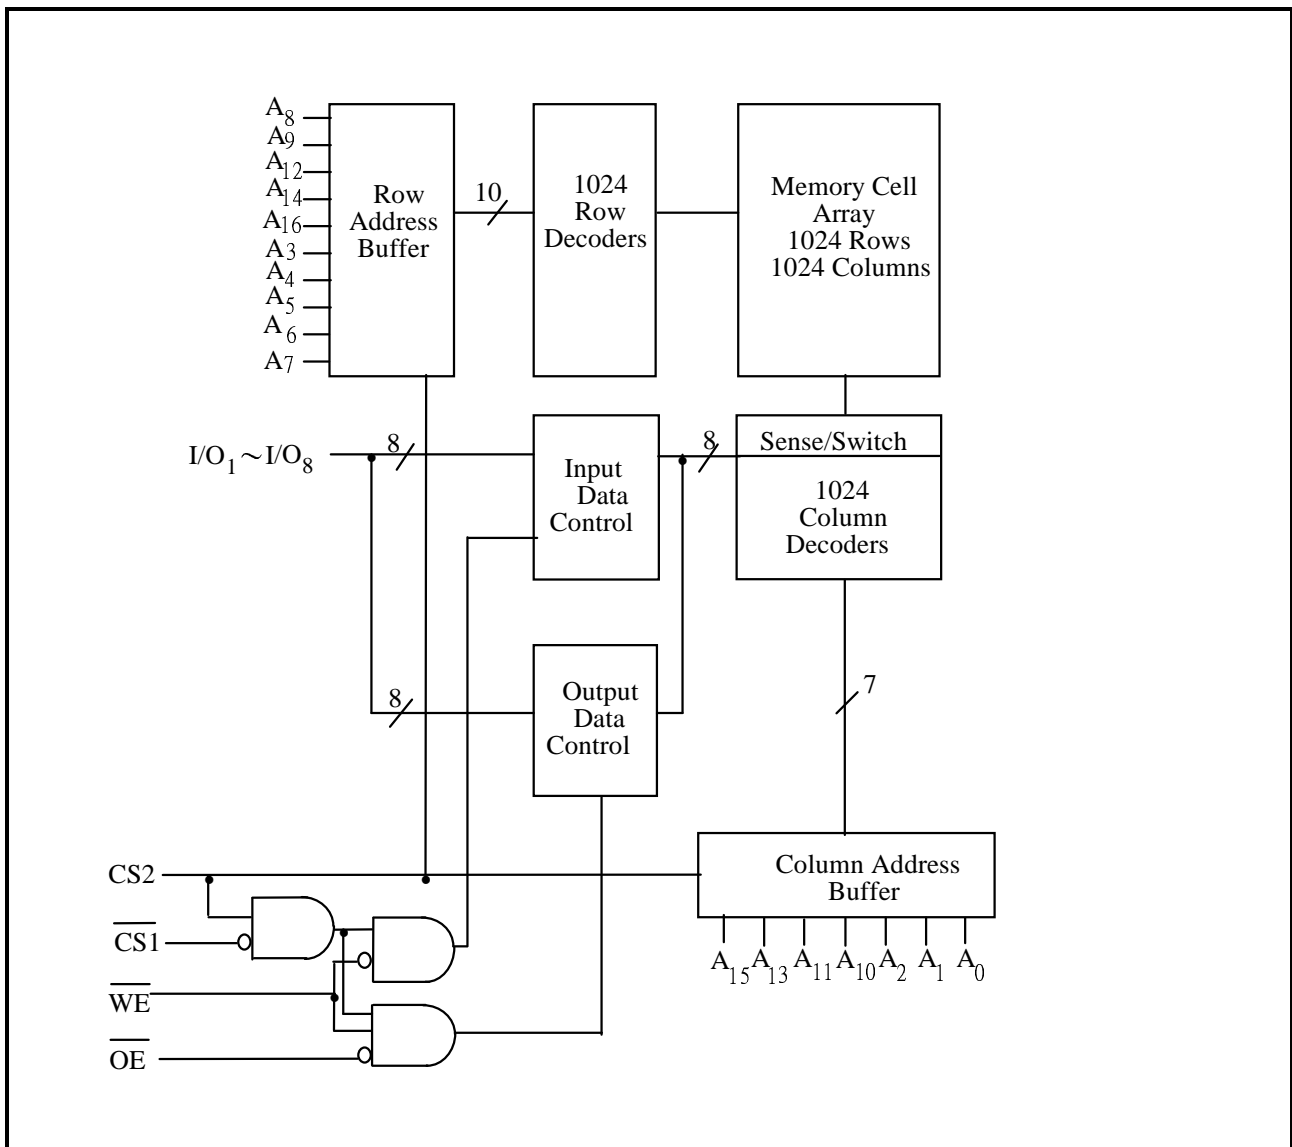 A8
A9
A12
A14
A16
A3
A4
A5
A6
A7
Row
Address
Buffer
10
1024
Row
Decoders
Memory Cell
Array
1024 Rows
1024 Columns
I/O1 ~ I/O8
8
Input
Data
Control
8
Sense/Switch
1024
Column
Decoders
8
Output
Data
Control
7
CS2
CS1
WE
OE
Column Address
Buffer
A15 A13 A11 A10 A2 A1 A0